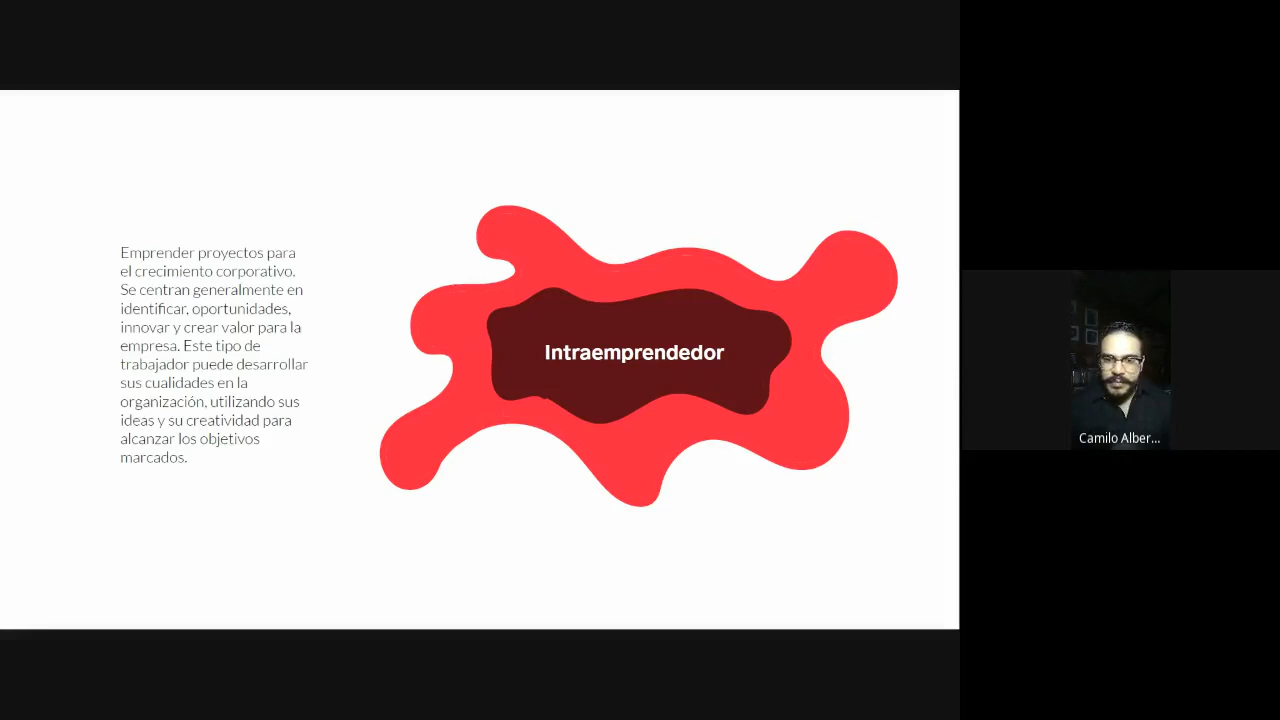 Emprender proyectos para
el crecimiento corporativo.
Se centran generalmente en
identificar, oportunidades,
innovar y crear valor para la
empresa. Este tipo de
trabajador puede desarrollar
sus cualidades en la
organización, utilizando sus
ideas y su creatividad para
alcanzar los objetivos
marcados.
Intraemprendedor
Camilo Alber...